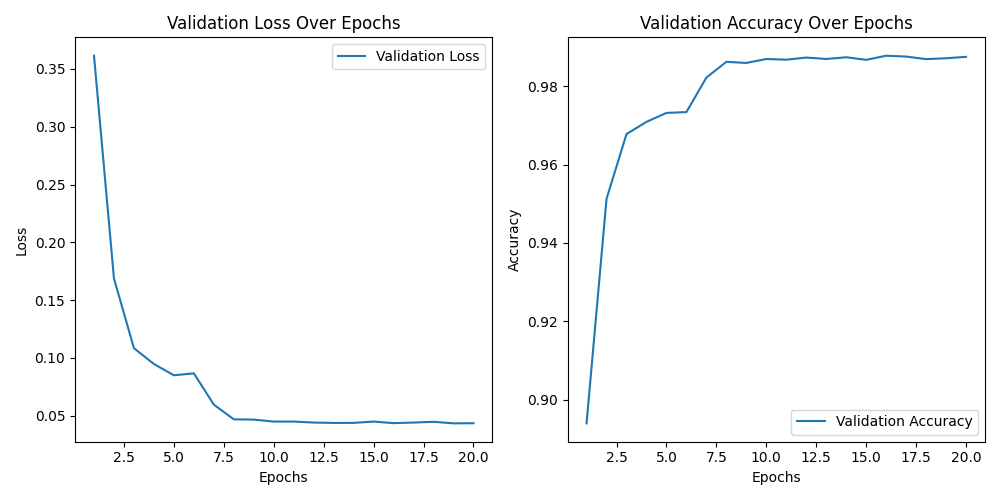 Validation Loss Over Epochs
Validation Loss
0.35
0.30
0.25
0.20
0.15
0.10
0.05
Loss
2.5 5.0 7.5 10.0 12.5 15.0 17.5 20.0
Epochs
Validation Accuracy Over Epochs
0.98
0.96
0.94
0.92
0.90
Accuracy
Validation Accuracy
2.5 5.0 7.5 10.0 12.5 15.0 17.5 20.0
Epochs